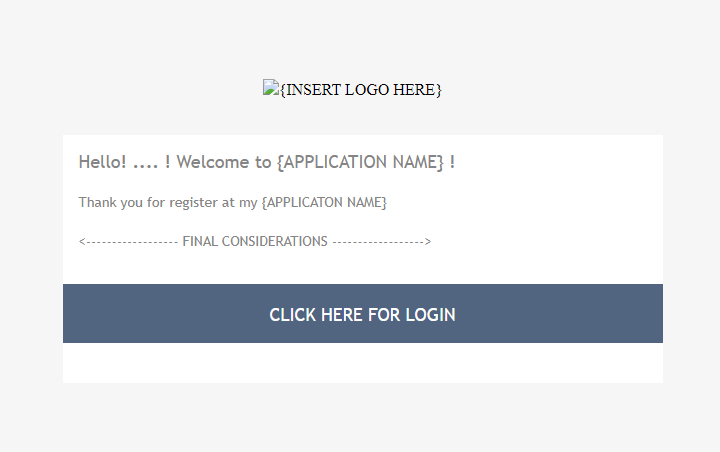 {INSERT LOGO HERE}
Hello! .... ! Welcome to {APPLICATION NAME} !
Thank you for register at my {APPLICATON NAME}
<------------------ FINAL CONSIDERATIONS ------------------>
CLICK HERE FOR LOGIN